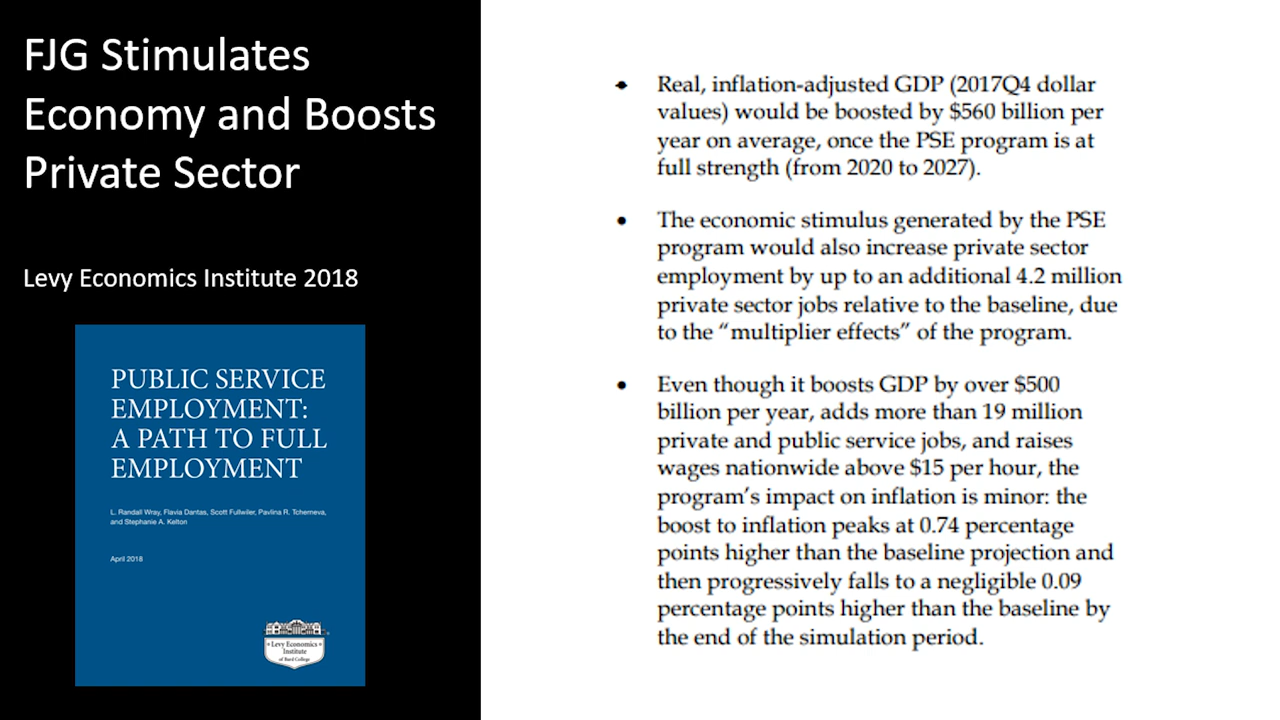 FJG Stimulates
Economy and Boosts
Private Sector
Levy Economics Institute 2018
PUBLIC SERVICE
EMPLOYMENT:
A PATH TO FULL
EMPLOYMENT
L. Randall Wray, Flavia Dantas, Scott Fullwiler, Pavlina R. Tcherneva,
and Stephanie A. Kelton
April 2018
Levy Economics
Institute
of Bard College
• Real, inflation-adjusted GDP (2017Q4 dollar
values) would be boosted by $560 billion per
year on average, once the PSE program is at
full strength (from 2020 to 2027).
• The economic stimulus generated by the PSE
program would also increase private sector
employment by up to an additional 4.2 million
private sector jobs relative to the baseline, due
to the “multiplier effects” of the program.
• Even though it boosts GDP by over $500
billion per year, adds more than 19 million
private and public service jobs, and raises
wages nationwide above $15 per hour, the
program’s impact on inflation is minor: the
boost to inflation peaks at 0.74 percentage
points higher than the baseline projection and
then progressively falls to a negligible 0.09
percentage points higher than the baseline by
the end of the simulation period.